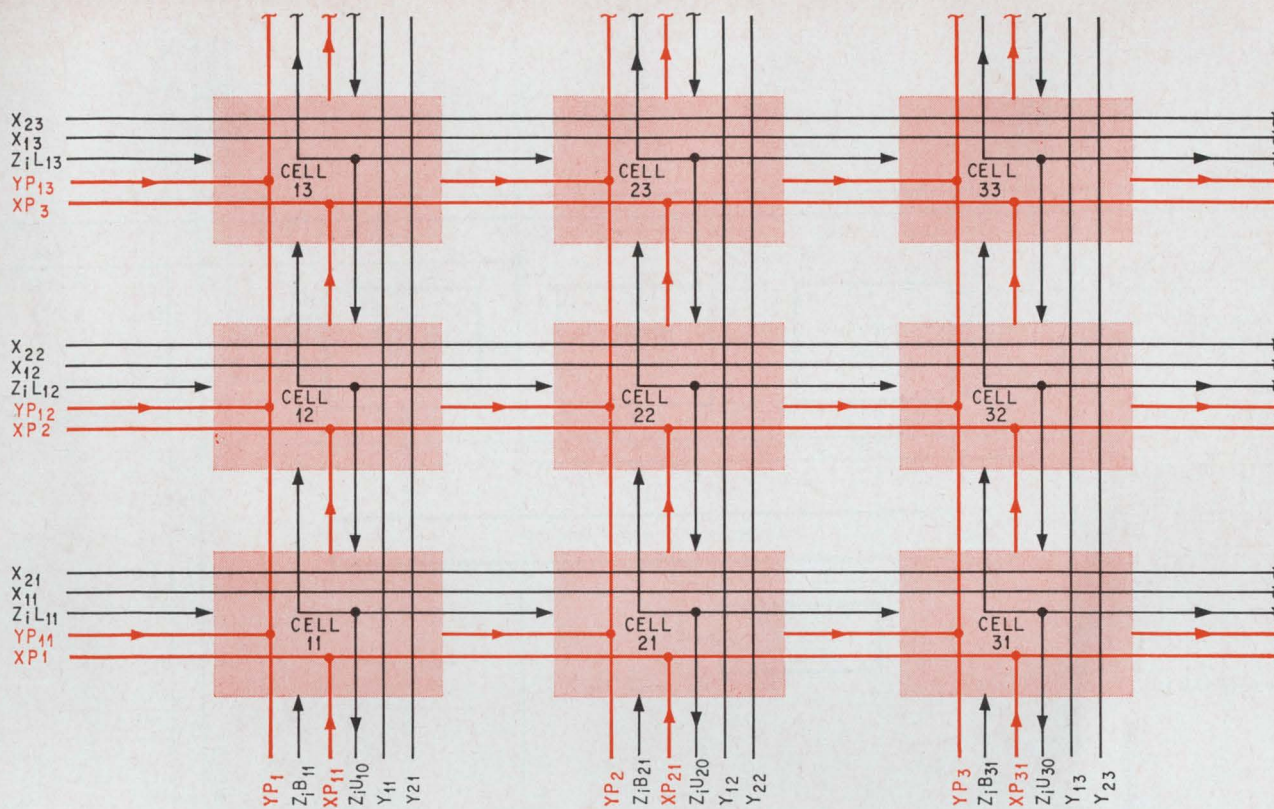 X₂₃
X₁₃
ZᵢL₁₃
YP₁₃
XP₃
CELL
13
CELL
23
CELL
33
X₂₂
X₁₂
ZᵢL₁₂
YP₁₂
XP₂
CELL
12
CELL
22
CELL
32
X₂₁
X₁₁
ZᵢL₁₁
YP₁₁
XP₁
CELL
11
CELL
21
CELL
31
YP₁
ZᵢB₁₁
XP₁₁
ZᵢU₁₀
Y₁₁
Y₂₁
YP₂
ZᵢB₂₁
XP₂₁
ZᵢU₂₀
Y₁₂
Y₂₂
YP₃
ZᵢB₃₁
XP₃₁
ZᵢU₃₀
Y₁₃
Y₂₃